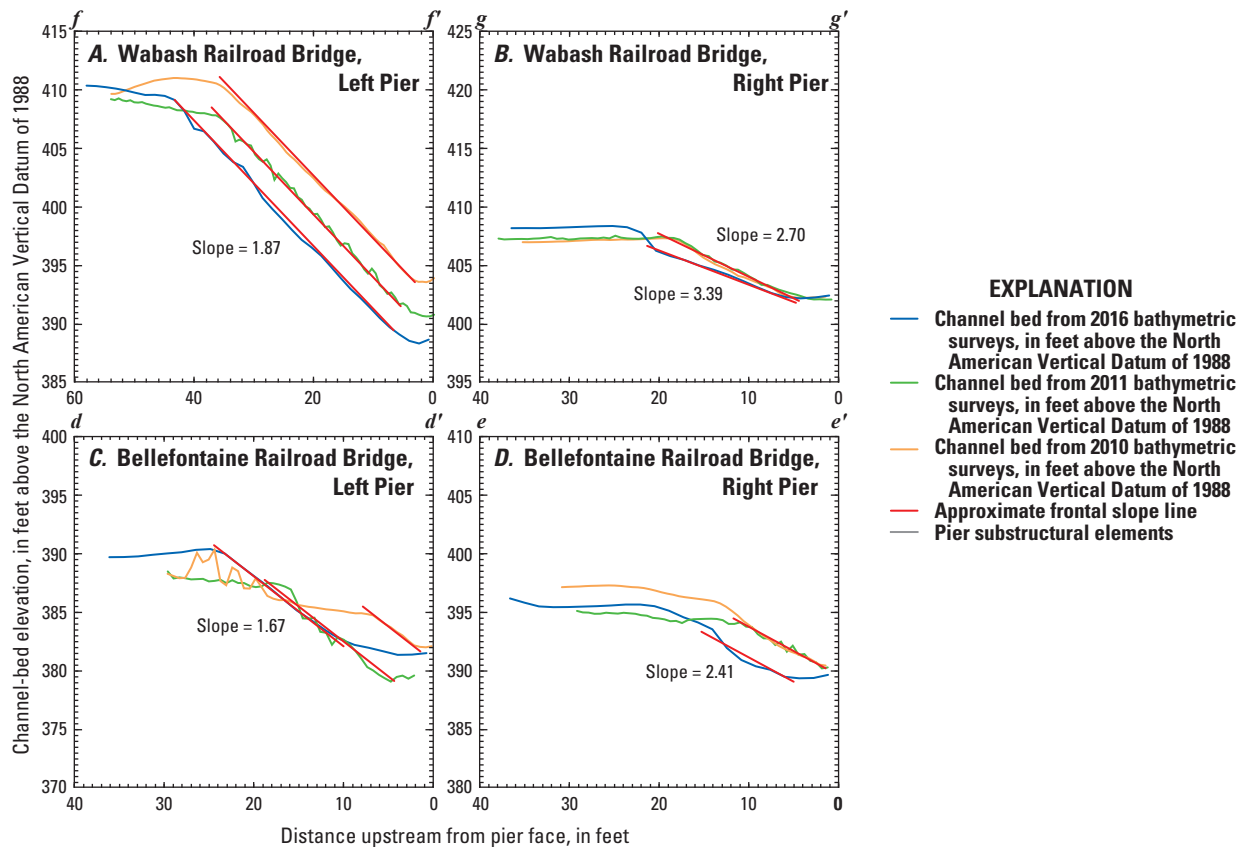 f f' g g'
A. Wabash Railroad Bridge,
Left Pier
415
410
405
400
395
390
385
60 40 20 0
Slope = 1.87
B. Wabash Railroad Bridge,
Right Pier
425
420
415
410
405
400
395
40 30 20 10 0
Slope = 2.70
Slope = 3.39
d d' e e'
C. Bellefontaine Railroad Bridge,
Left Pier
400
395
390
385
380
375
370
40 30 20 10 0
Slope = 1.67
D. Bellefontaine Railroad Bridge,
Right Pier
410
405
400
395
390
385
380
40 30 20 10 0
Slope = 2.41
Channel-bed elevation, in feet above the North American Vertical Datum of 1988
Distance upstream from pier face, in feet
EXPLANATION
Channel bed from 2016 bathymetric
surveys, in feet above the North
American Vertical Datum of 1988
Channel bed from 2011 bathymetric
surveys, in feet above the North
American Vertical Datum of 1988
Channel bed from 2010 bathymetric
surveys, in feet above the North
American Vertical Datum of 1988
Approximate frontal slope line
Pier substructural elements